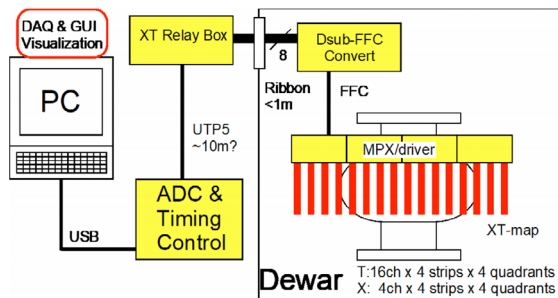 DAQ & GUI
Visualization
PC
USB
XT Relay Box
UTP5
~10m?
ADC &
Timing
Control
8
Ribbon
<1m
Dsub-FFC
Convert
FFC
MPX/driver
XT-map
Dewar
T:16ch x 4 strips x 4 quadrants
X: 4ch x 4 strips x 4 quadrants